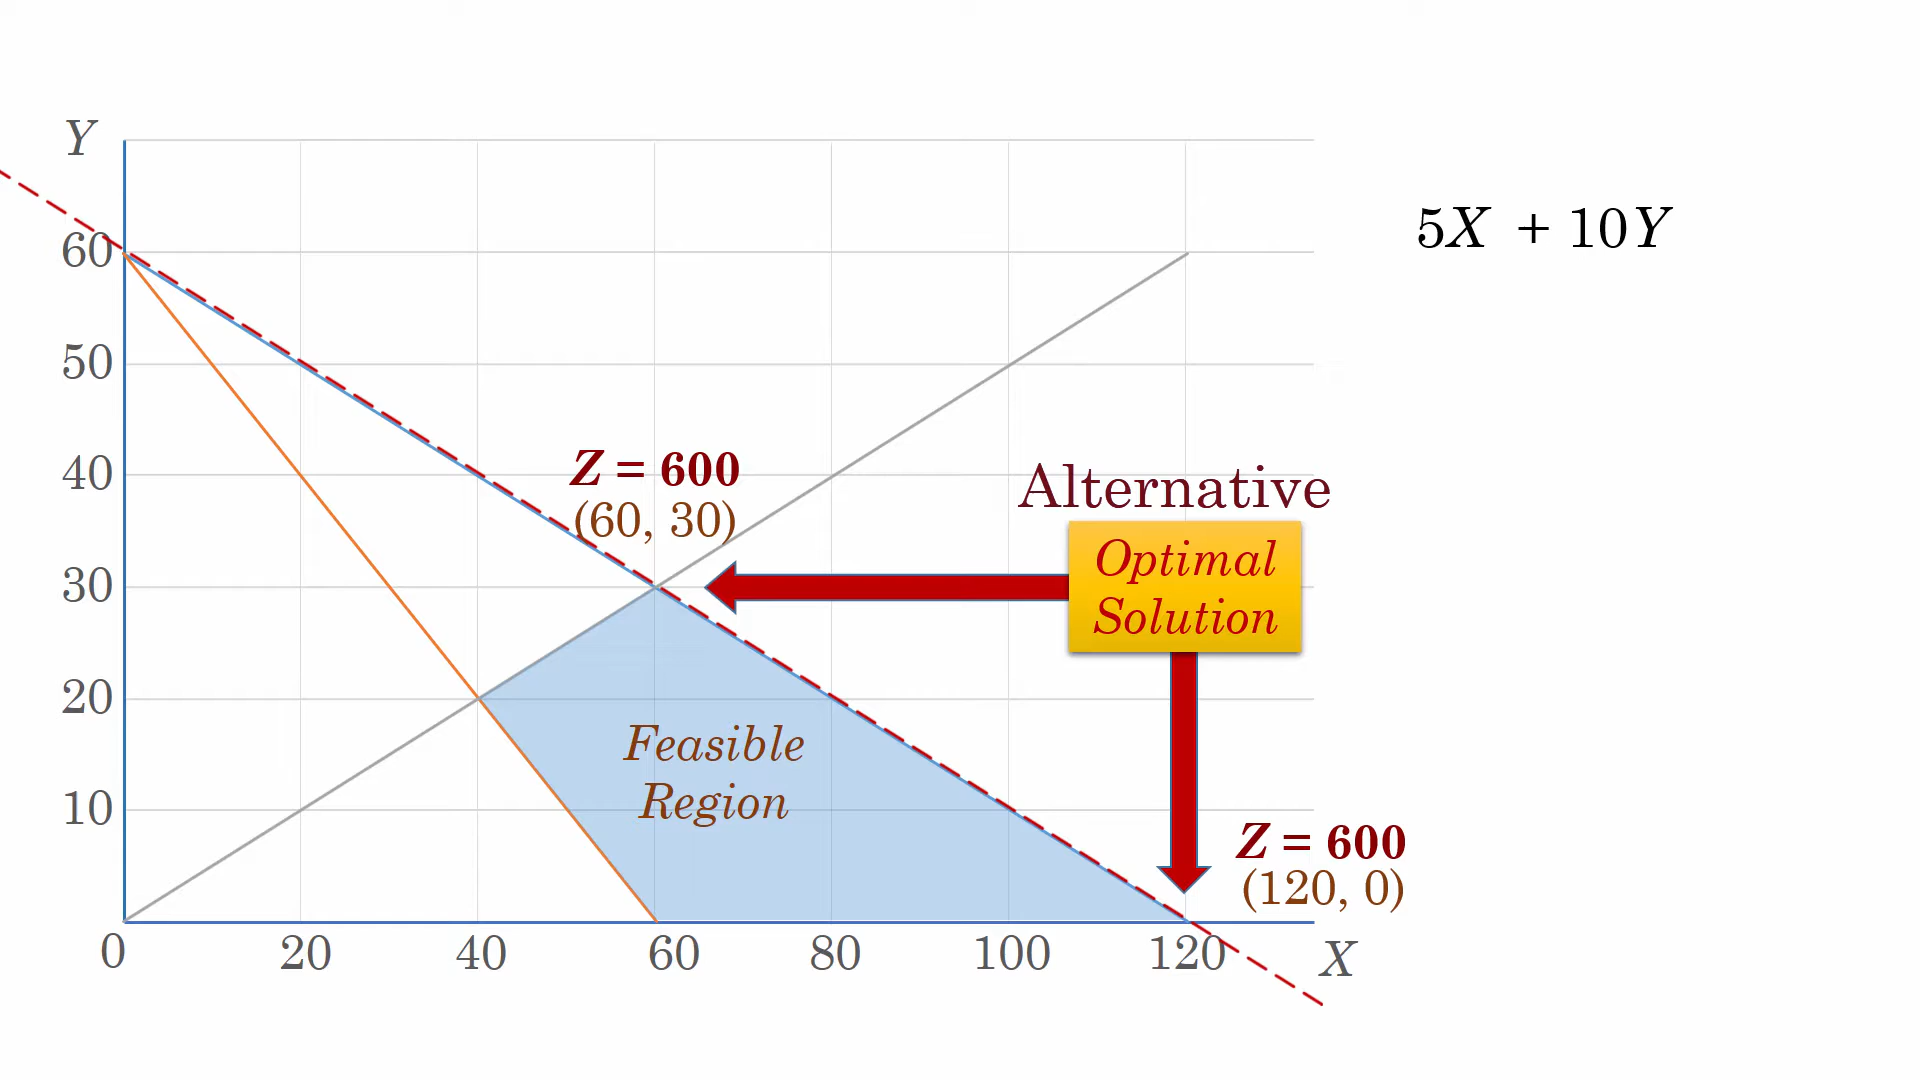 Y
5X + 10Y
60
50
40
30
20
10
0
20
40
60
80
100
120
X
Z = 600
(60, 30)
Alternative
Optimal
Solution
Feasible
Region
Z = 600
(120, 0)